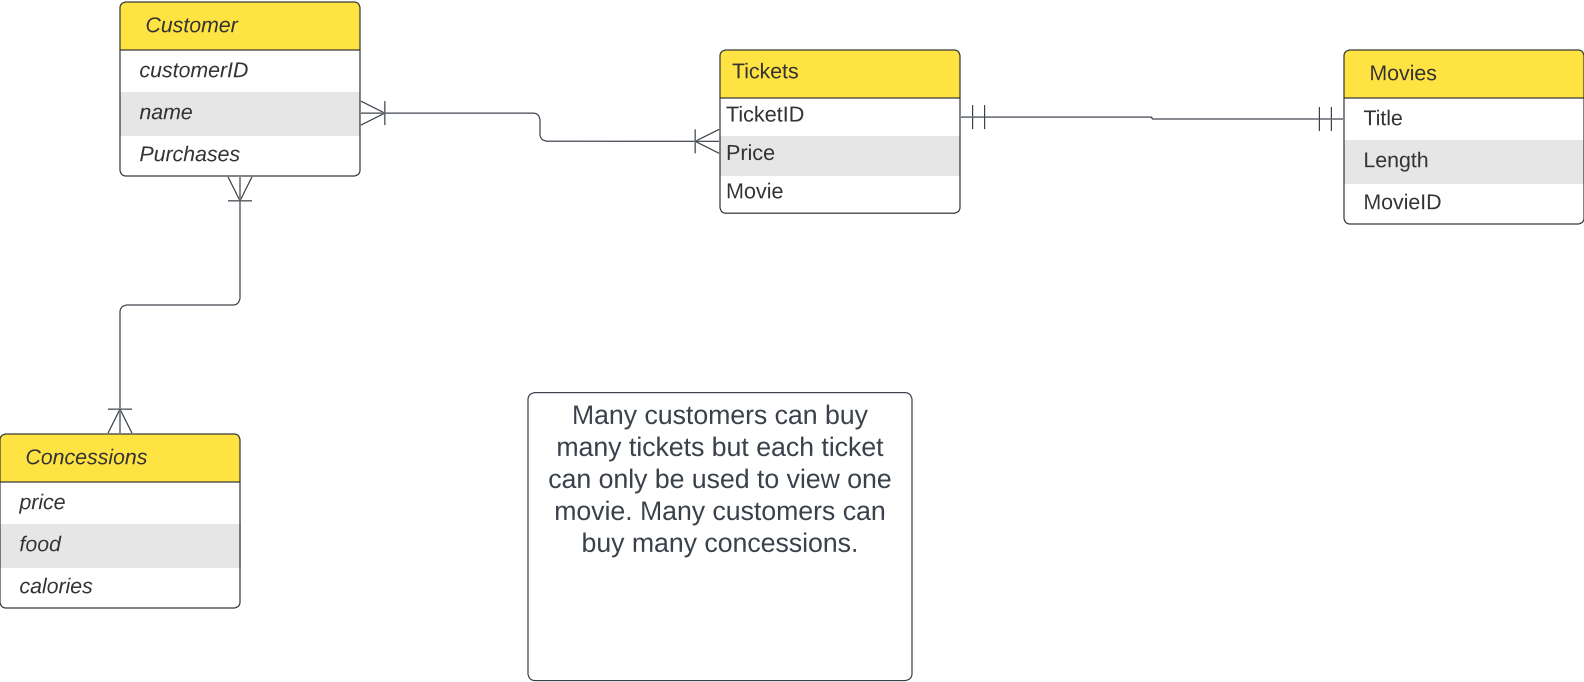 Customer
customerID
name
Purchases
Tickets
TicketID
Price
Movie
Movies
Title
Length
MovieID
Concessions
price
food
calories
Many customers can buy
many tickets but each ticket
can only be used to view one
movie. Many customers can
buy many concessions.